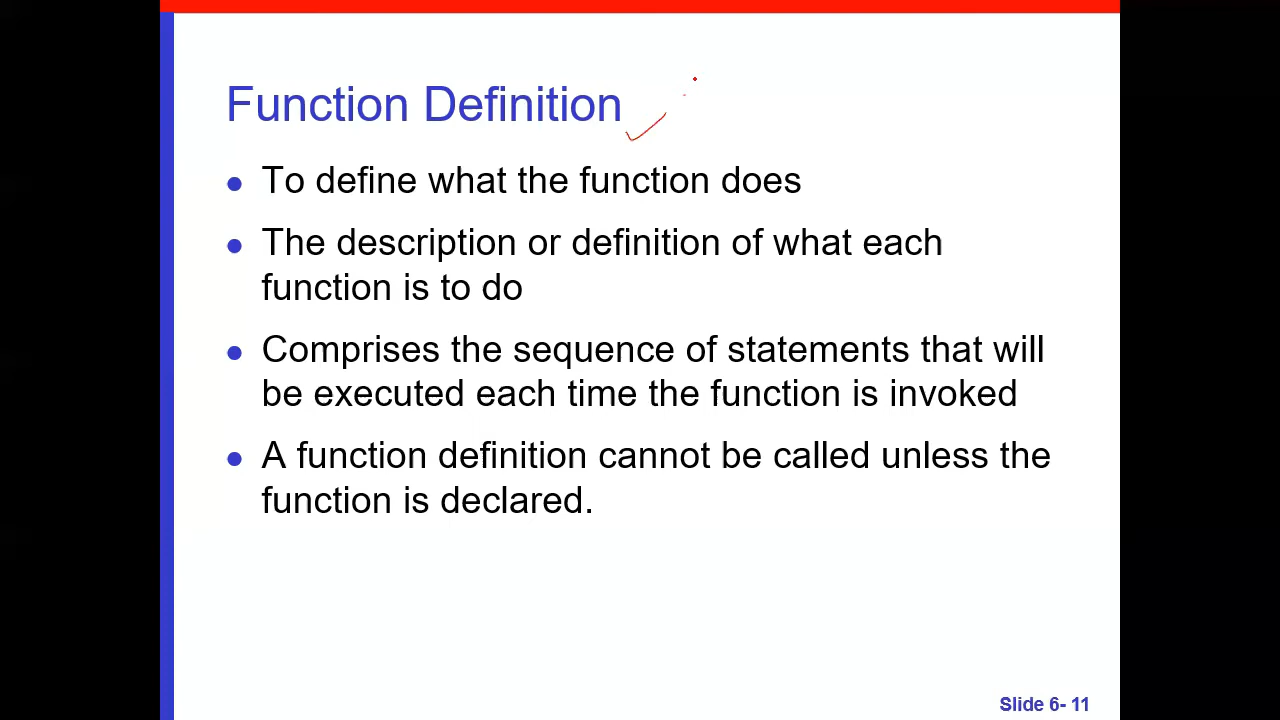 Function Definition
To define what the function does
The description or definition of what each
function is to do
Comprises the sequence of statements that will
be executed each time the function is invoked
A function definition cannot be called unless the
function is declared.
Slide 6- 11